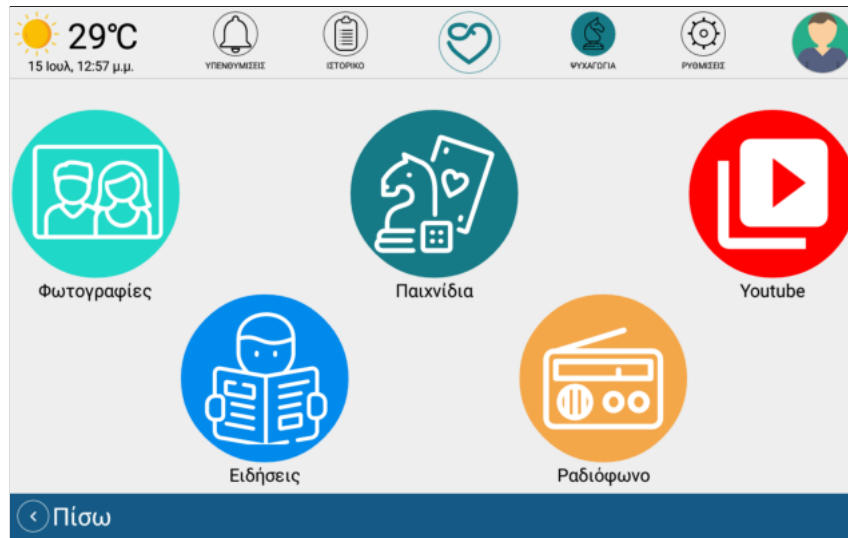 29°C
15 Ιουλ, 12:57 μ.μ.
ΥΠΕΝΘΥΜΙΣΕΙΣ
ΙΣΤΟΡΙΚΟ
ΨΥΧΑΓΩΓΙΑ
ΡΥΘΜΙΣΕΙΣ
Φωτογραφίες
Παιχνίδια
Youtube
Ειδήσεις
Ραδιόφωνο
Πίσω